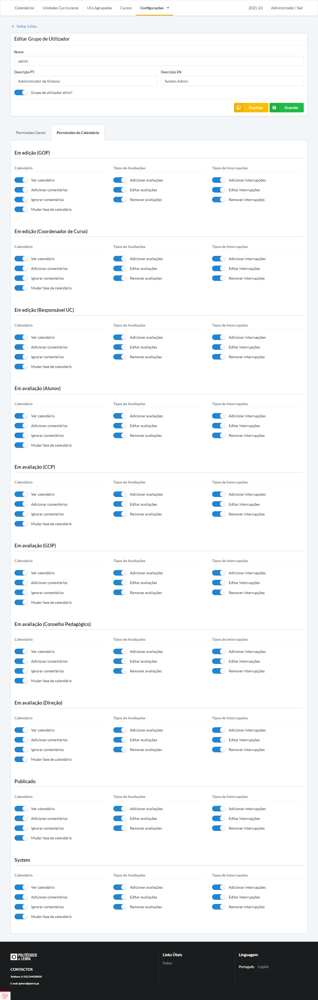 Calendários Unidades Curriculares UCs Agrupadas Cursos Configurações 2021-22 Administrador | Sair
Voltar à lista
Editar Grupo de Utilizador
Nome
admin
Descrição PT Descrição EN
Administrador de Sistema System Admin
Grupo de utilizador ativo?
Duplicar Guardar
Permissões Gerais Permissões do Calendário
Em edição (GOP)
Calendário Tipos de Avaliações Tipos de Interrupções
Ver calendário Adicionar avaliações Adicionar interrupções
Adicionar comentários Editar avaliações Editar interrupções
Ignorar comentários Remover avaliações Remover interrupções
Mudar fase de calendário
Em edição (Coordenador de Curso)
Calendário Tipos de Avaliações Tipos de Interrupções
Ver calendário Adicionar avaliações Adicionar interrupções
Adicionar comentários Editar avaliações Editar interrupções
Ignorar comentários Remover avaliações Remover interrupções
Mudar fase de calendário
Em edição (Responsável UC)
Calendário Tipos de Avaliações Tipos de Interrupções
Ver calendário Adicionar avaliações Adicionar interrupções
Adicionar comentários Editar avaliações Editar interrupções
Ignorar comentários Remover avaliações Remover interrupções
Mudar fase de calendário
Em avaliação (Alunos)
Calendário Tipos de Avaliações Tipos de Interrupções
Ver calendário Adicionar avaliações Adicionar interrupções
Adicionar comentários Editar avaliações Editar interrupções
Ignorar comentários Remover avaliações Remover interrupções
Mudar fase de calendário
Em avaliação (CCP)
Calendário Tipos de Avaliações Tipos de Interrupções
Ver calendário Adicionar avaliações Adicionar interrupções
Adicionar comentários Editar avaliações Editar interrupções
Ignorar comentários Remover avaliações Remover interrupções
Mudar fase de calendário
Em avaliação (GOP)
Calendário Tipos de Avaliações Tipos de Interrupções
Ver calendário Adicionar avaliações Adicionar interrupções
Adicionar comentários Editar avaliações Editar interrupções
Ignorar comentários Remover avaliações Remover interrupções
Mudar fase de calendário
Em avaliação (Conselho Pedagógico)
Calendário Tipos de Avaliações Tipos de Interrupções
Ver calendário Adicionar avaliações Adicionar interrupções
Adicionar comentários Editar avaliações Editar interrupções
Ignorar comentários Remover avaliações Remover interrupções
Mudar fase de calendário
Em avaliação (Direção)
Calendário Tipos de Avaliações Tipos de Interrupções
Ver calendário Adicionar avaliações Adicionar interrupções
Adicionar comentários Editar avaliações Editar interrupções
Ignorar comentários Remover avaliações Remover interrupções
Mudar fase de calendário
Publicado
Calendário Tipos de Avaliações Tipos de Interrupções
Ver calendário Adicionar avaliações Adicionar interrupções
Adicionar comentários Editar avaliações Editar interrupções
Ignorar comentários Remover avaliações Remover interrupções
Mudar fase de calendário
System
Calendário Tipos de Avaliações Tipos de Interrupções
Ver calendário Adicionar avaliações Adicionar interrupções
Adicionar comentários Editar avaliações Editar interrupções
Ignorar comentários Remover avaliações Remover interrupções
Mudar fase de calendário
POLITÉCNICO
DE LEIRIA
CONTACTOS
Telefone: (+351) 244830010
E-mail: ipleiria@ipleiria.pt
Links Úteis
Sobre
Linguagem
Português | English